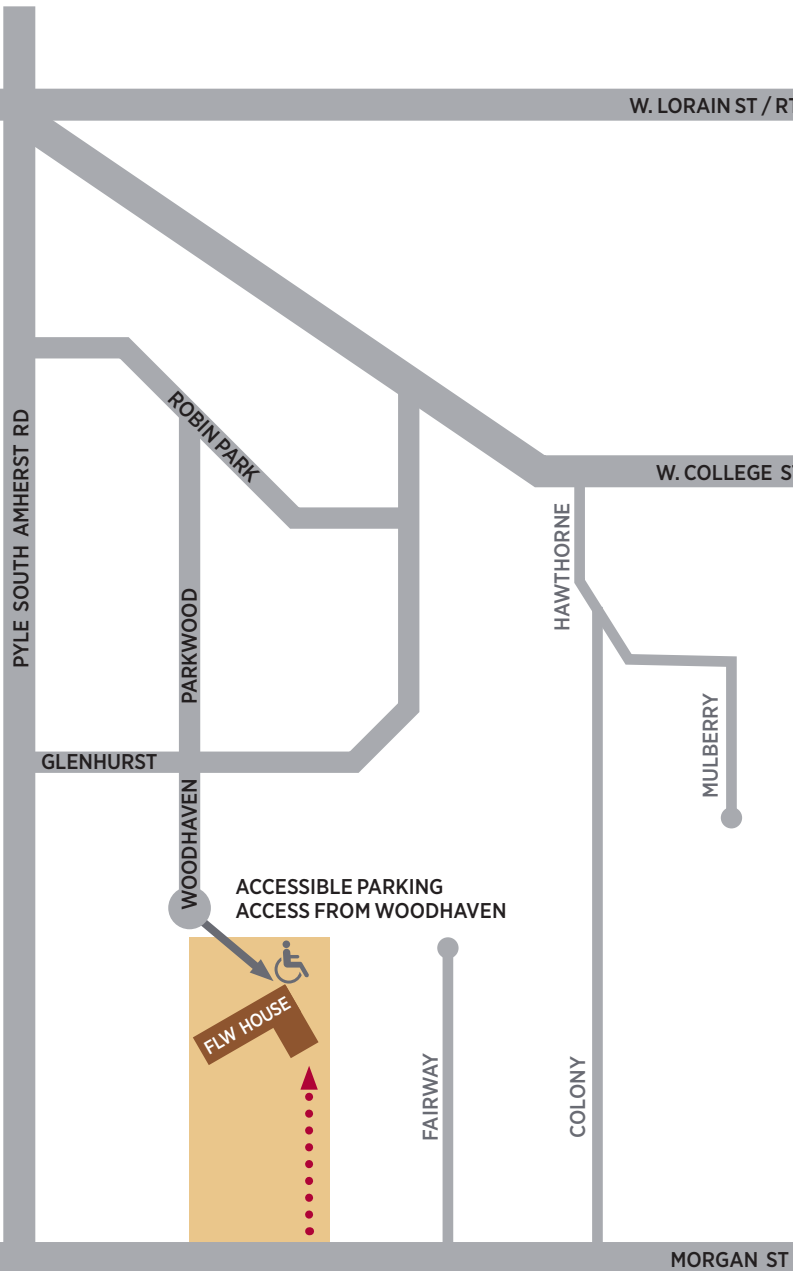 W. LORAIN ST / RT
ROBIN PARK
PYLE SOUTH AMHERST RD
W. COLLEGE ST
HAWTHORNE
PARKWOOD
MULBERRY
GLENHURST
WOODHAVEN
ACCESSIBLE PARKING
ACCESS FROM WOODHAVEN
FLW HOUSE
FAIRWAY
COLONY
MORGAN ST